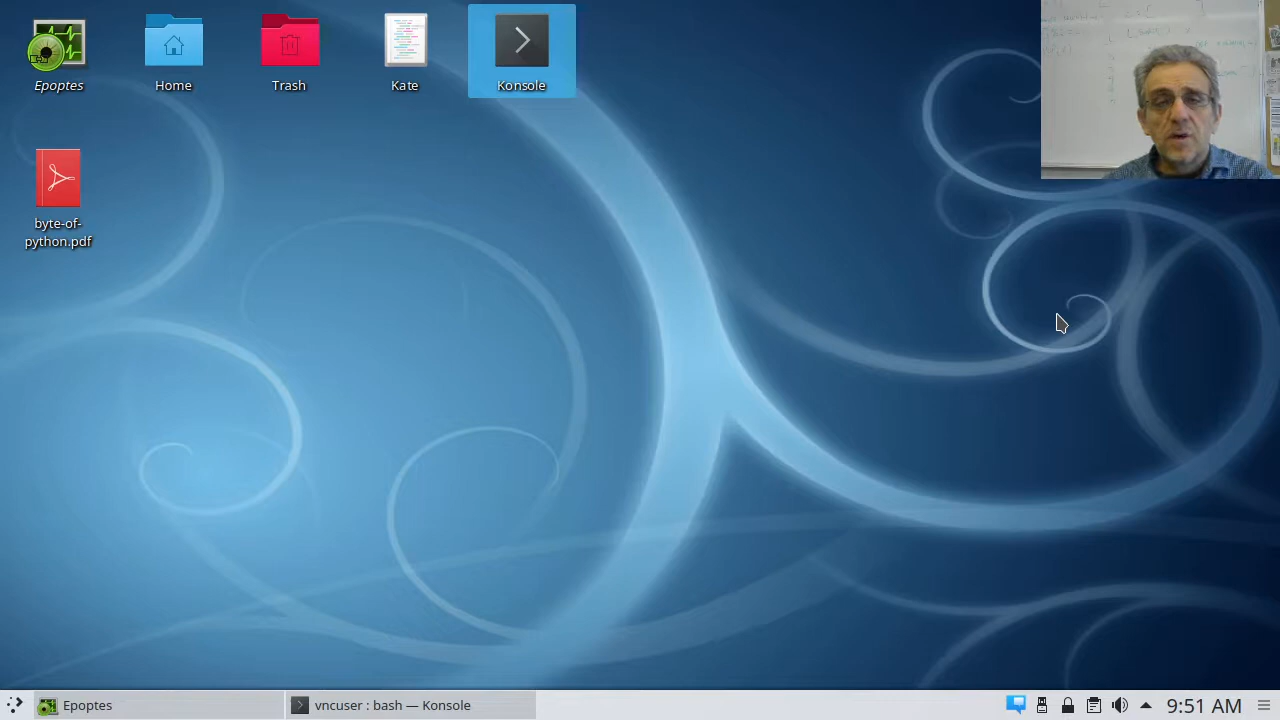 Epoptes
Home
Trash
Kate
Konsole
byte-of-
python.pdf
Epoptes
vncuser : bash — Konsole
9:51 AM